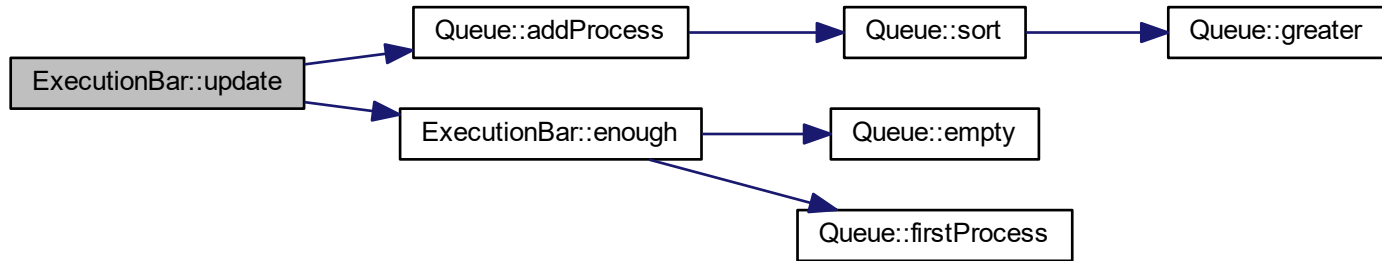 ExecutionBar::update
Queue::addProcess
Queue::sort
Queue::greater
ExecutionBar::enough
Queue::empty
Queue::firstProcess